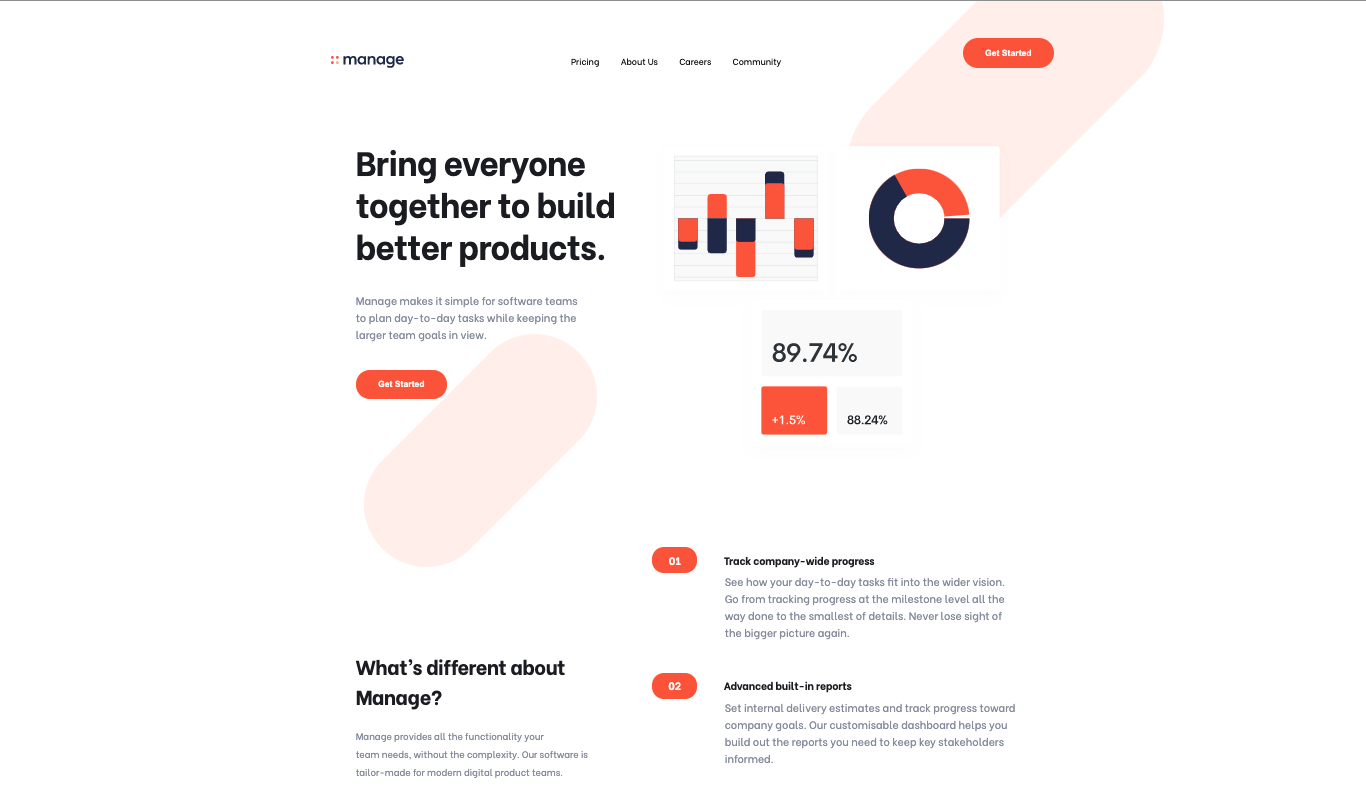 manage
Pricing
About Us
Careers
Community
Get Started
Bring everyone
together to build
better products.
Manage makes it simple for software teams
to plan day-to-day tasks while keeping the
larger team goals in view.
Get Started
89.74%
+1.5%
88.24%
What's different about
Manage?
Manage provides all the functionality your
team needs, without the complexity. Our software is
tailor-made for modern digital product teams.
01
Track company-wide progress
See how your day-to-day tasks fit into the wider vision.
Go from tracking progress at the milestone level all the
way done to the smallest of details. Never lose sight of
the bigger picture again.
02
Advanced built-in reports
Set internal delivery estimates and track progress toward
company goals. Our customisable dashboard helps you
build out the reports you need to keep key stakeholders
informed.